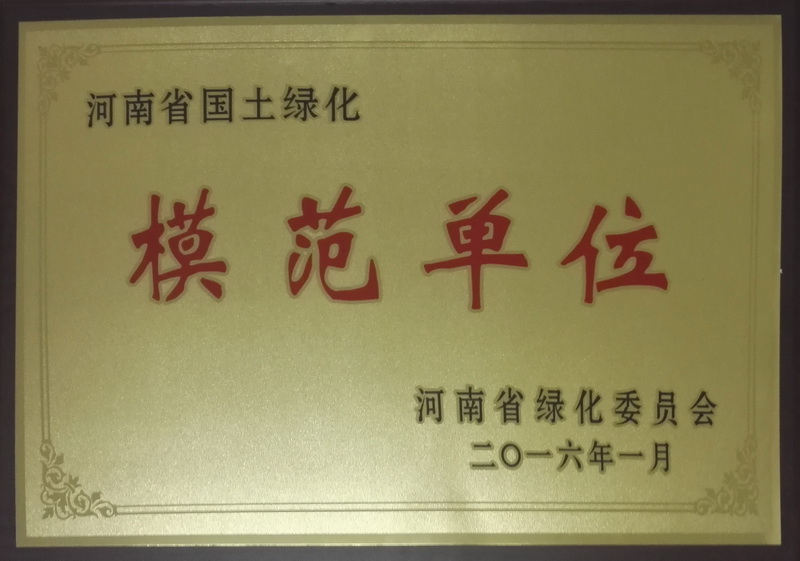 河南省国土绿化
模范单位
河南省绿化委员会
二〇一六年一月